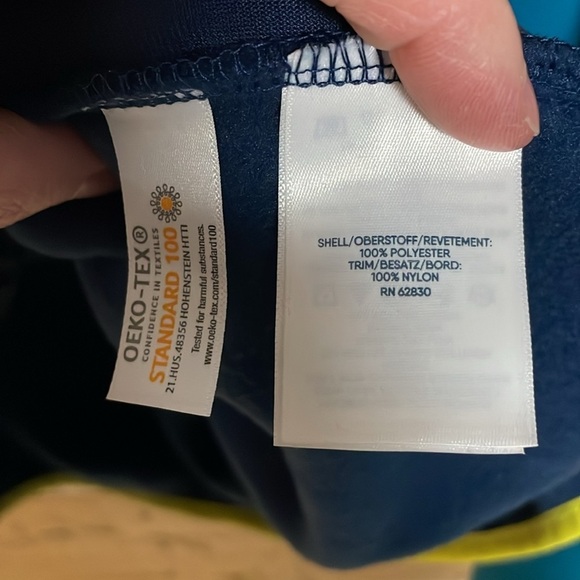 OEKO-TEX®
CONFIDENCE IN TEXTILES
STANDARD 100
21.HUS.48356 HOHENSTEIN HTTI
Tested for harmful substances.
www.oeko-tex.com/standard100
SHELL/OBERSTOFF/REVETEMENT:
100% POLYESTER
TRIM/BESATZ/BORD:
100% NYLON
RN 62830